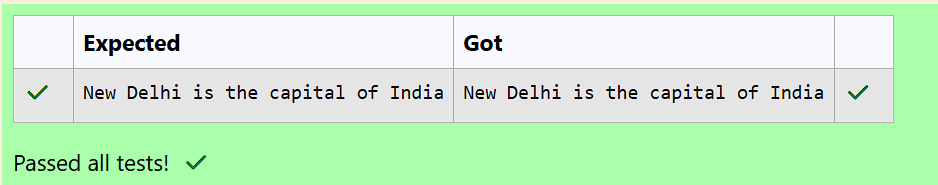 Expected Got
New Delhi is the capital of India New Delhi is the capital of India
Passed all tests!